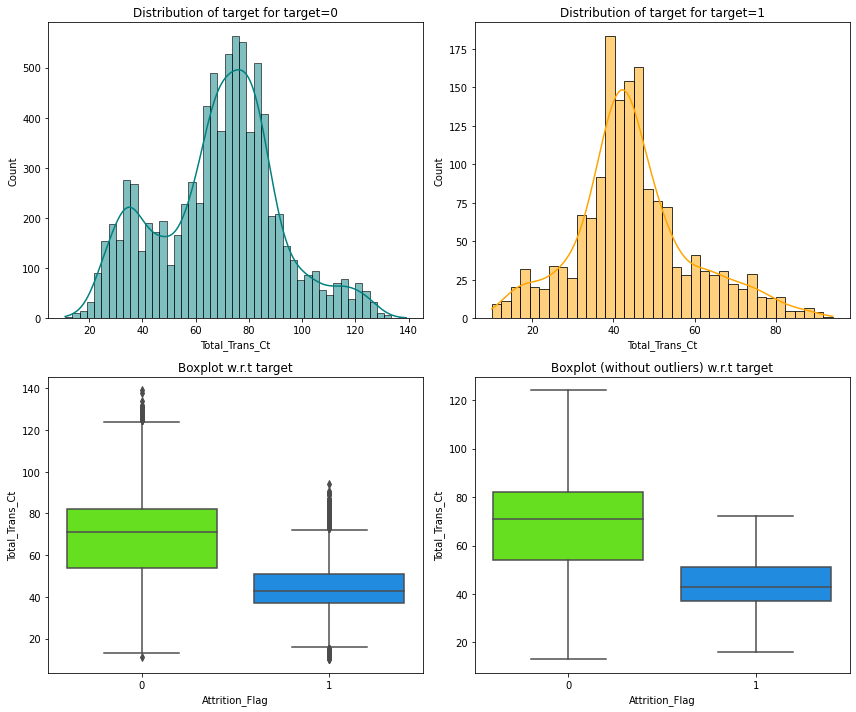 Distribution of target for target=0
Count
500
400
300
200
100
0
20 40 60 80 100 120 140
Total_Trans_Ct
Distribution of target for target=1
Count
175
150
125
100
75
50
25
0
20 40 60 80
Total_Trans_Ct
Boxplot w.r.t target
Total_Trans_Ct
140
120
100
80
60
40
20
0 1
Attrition_Flag
Boxplot (without outliers) w.r.t target
Total_Trans_Ct
120
100
80
60
40
20
0 1
Attrition_Flag